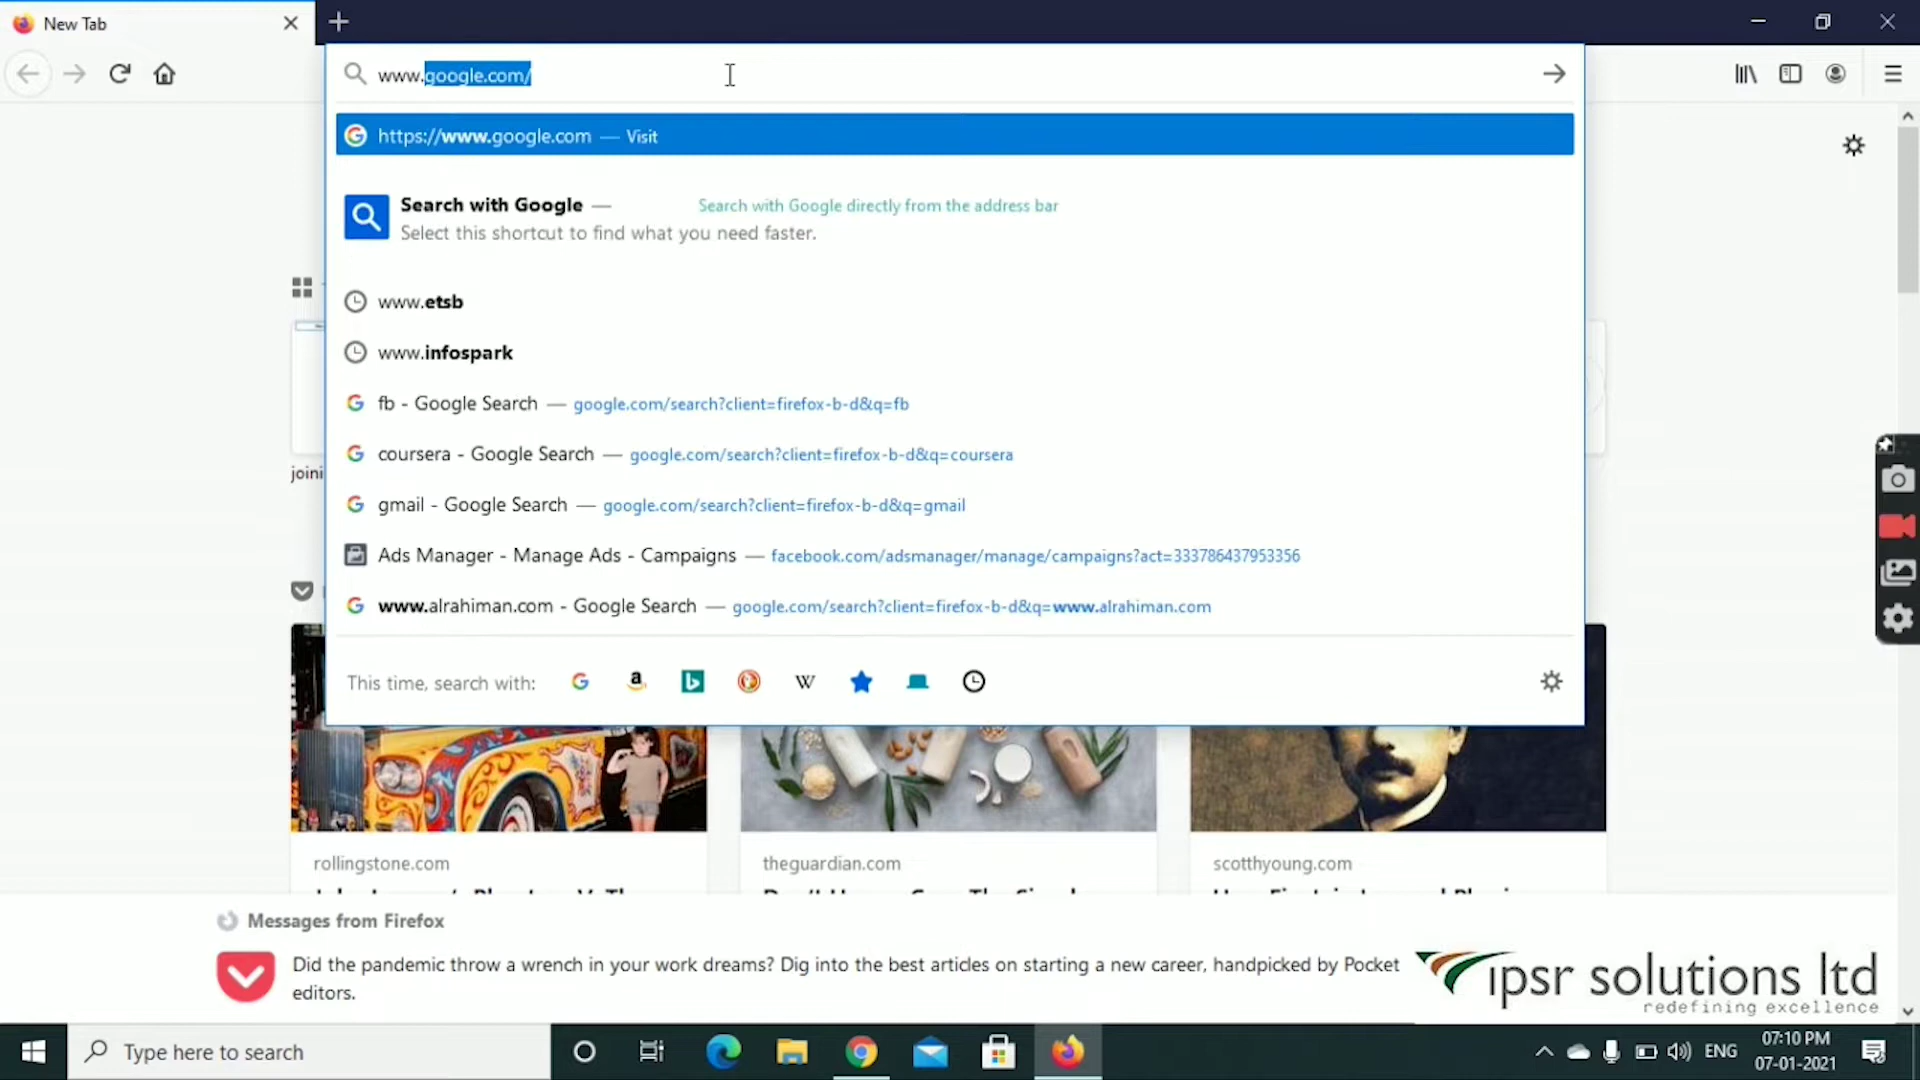 New Tab
www.google.com/
https://www.google.com — Visit
Search with Google — Search with Google directly from the address bar
Select this shortcut to find what you need faster.
www.etsb
www.infospark
fb - Google Search — google.com/search?client=firefox-b-d&q=fb
joini
coursera - Google Search — google.com/search?client=firefox-b-d&q=coursera
gmail - Google Search — google.com/search?client=firefox-b-d&q=gmail
Ads Manager - Manage Ads - Campaigns — facebook.com/adsmanager/manage/campaigns?act=333786437953356
www.alrahiman.com - Google Search — google.com/search?client=firefox-b-d&q=www.alrahiman.com
This time, search with:
rollingstone.com
theguardian.com
scotthyoung.com
Messages from Firefox
Did the pandemic throw a wrench in your work dreams? Dig into the best articles on starting a new career, handpicked by Pocket
editors.
ipsr solutions ltd
redefining excellence
Type here to search
ENG
07:10 PM
07-01-2021